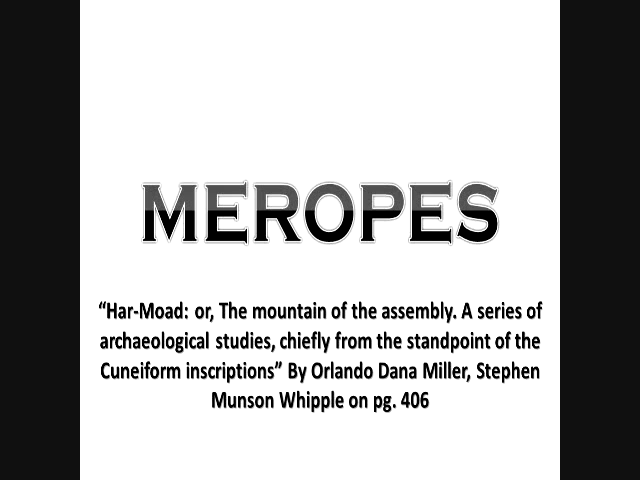 MEROPES
“Har-Moad: or, The mountain of the assembly. A series of
archaeological studies, chiefly from the standpoint of the
Cuneiform inscriptions” By Orlando Dana Miller, Stephen
Munson Whipple on pg. 406